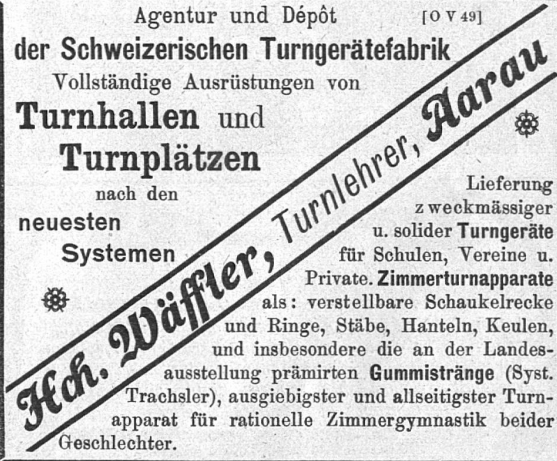 Agentur und Dépôt [O V 49]
der Schweizerischen Turngerätefabrik
Vollständige Ausrüstungen von
Turnhallen und
Turnplätzen
nach den
neuesten
Systemen
Hch. Wäffler, Turnlehrer, Aarau
Lieferung
zweckmässiger
u. solider Turngeräte
für Schulen, Vereine u.
Private. Zimmerturnapparate
als: verstellbare Schaukelrecke
und Ringe, Stäbe, Hanteln, Keulen,
und insbesondere die an der Landes-
ausstellung prämirten Gummistränge (Syst.
Trachsler), ausgiebigster und allseitigster Turn-
apparat für rationelle Zimmergymnastik beider
Geschlechter.